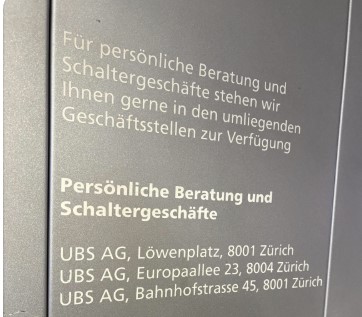 Für persönliche Beratung und
Schaltergeschäfte stehen wir
Ihnen gerne in den umliegenden
Geschäftsstellen zur Verfügung
Persönliche Beratung und
Schaltergeschäfte
UBS AG, Löwenplatz, 8001 Zürich
UBS AG, Europaallee 23, 8004 Zürich
UBS AG, Bahnhofstrasse 45, 8001 Zürich